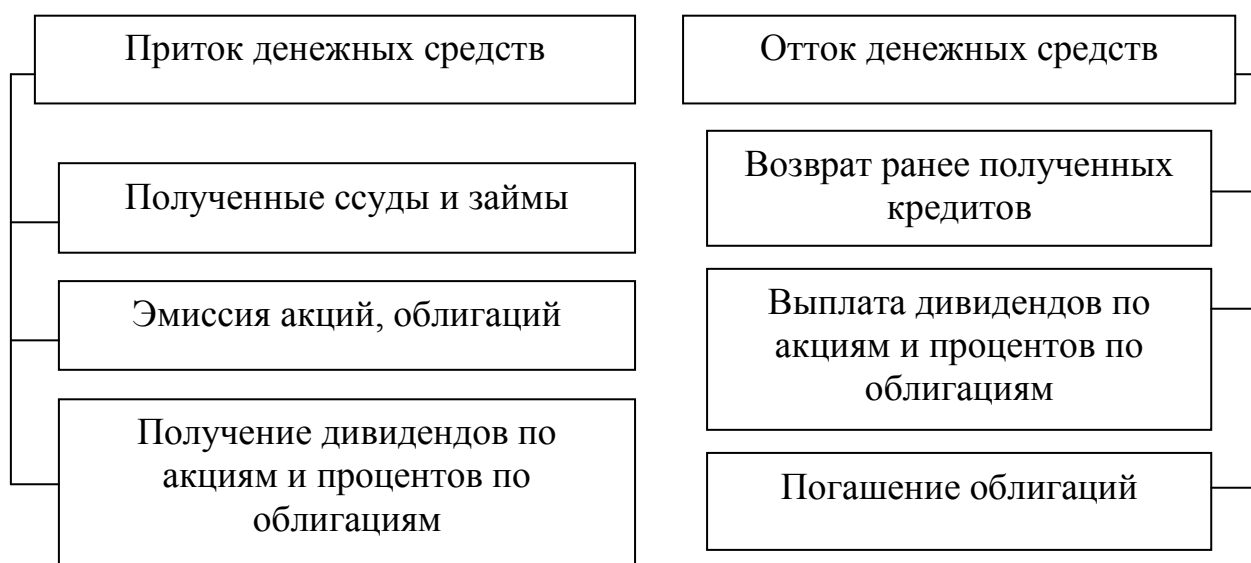 Приток денежных средств
Полученные ссуды и займы
Эмиссия акций, облигаций
Получение дивидендов по
акциям и процентов по
облигациям
Отток денежных средств
Возврат ранее полученных
кредитов
Выплата дивидендов по
акциям и процентов по
облигациям
Погашение облигаций